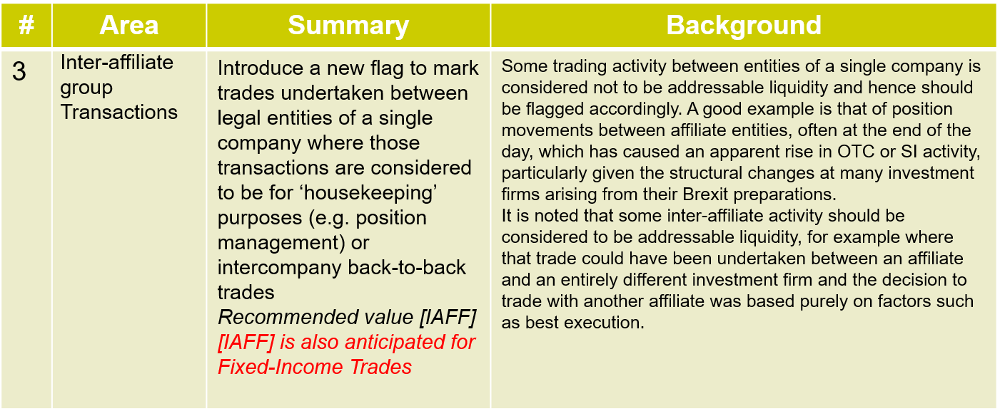 #
Area
Summary
Background
3
Inter-affiliate
group
Transactions
Introduce a new flag to mark
trades undertaken between
legal entities of a single
company where those
transactions are considered
to be for ‘housekeeping’
purposes (e.g. position
management) or
intercompany back-to-back
trades
Recommended value [IAFF]
[IAFF] is also anticipated for
Fixed-Income Trades
Some trading activity between entities of a single company is
considered not to be addressable liquidity and hence should
be flagged accordingly. A good example is that of position
movements between affiliate entities, often at the end of the
day, which has caused an apparent rise in OTC or SI activity,
particularly given the structural changes at many investment
firms arising from their Brexit preparations.
It is noted that some inter-affiliate activity should be
considered to be addressable liquidity, for example where
that trade could have been undertaken between an affiliate
and an entirely different investment firm and the decision to
trade with another affiliate was based purely on factors such
as best execution.